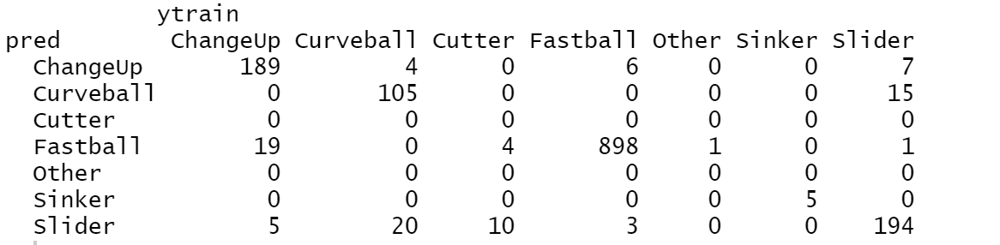 ytrain
pred ChangeUp Curveball Cutter Fastball Other Sinker Slider
ChangeUp 189 4 0 6 0 0 7
Curveball 0 105 0 0 0 0 15
Cutter 0 0 0 0 0 0 0
Fastball 19 0 4 898 1 0 1
Other 0 0 0 0 0 0 0
Sinker 0 0 0 0 0 5 0
Slider 5 20 10 3 0 0 194